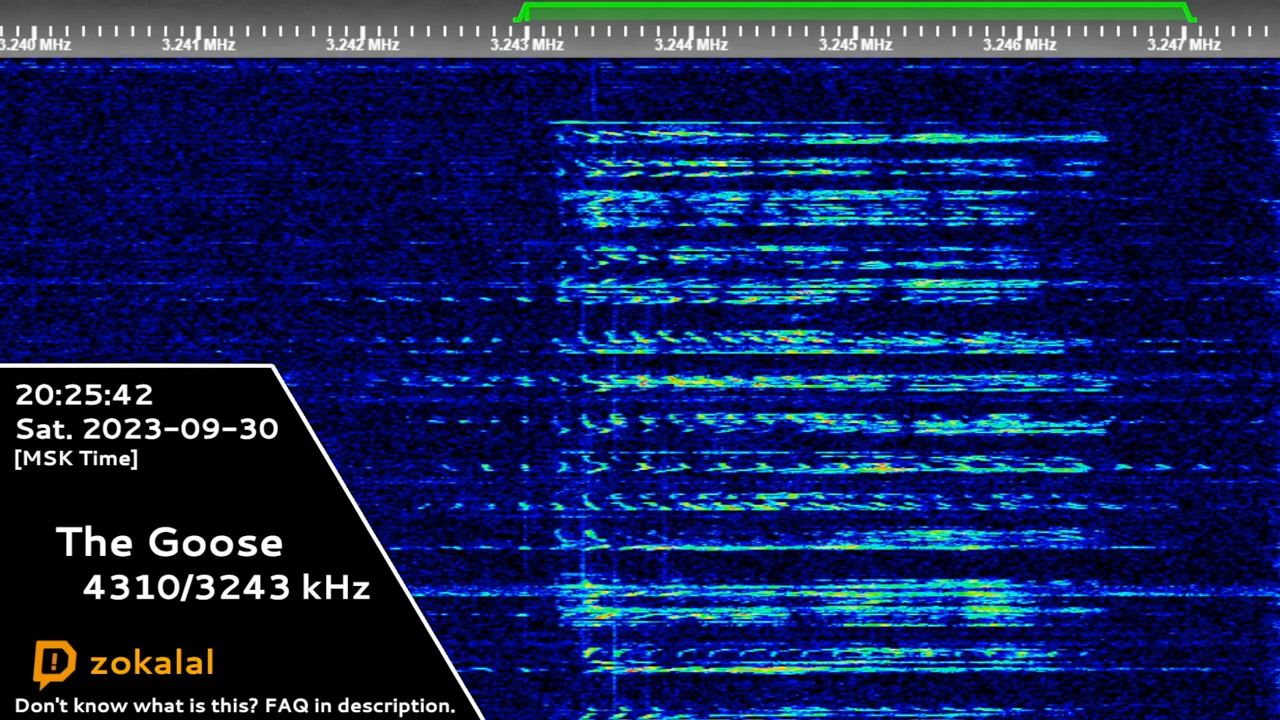 3.240 MHz 3.241 MHz 3.242 MHz 3.243 MHz 3.244 MHz 3.245 MHz 3.246 MHz 3.247 MHz
20:25:42
Sat. 2023-09-30
[MSK Time]
The Goose
4310/3243 kHz
zokalal
Don't know what is this? FAQ in description.